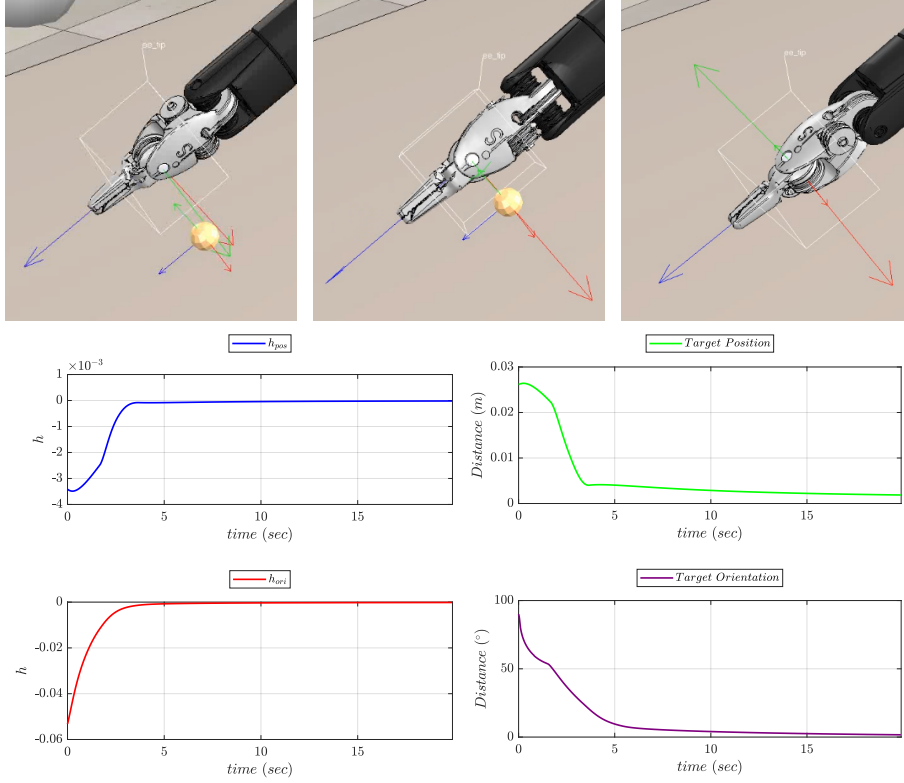 se_tip
se_tip
se_tip
S
S
h_pos
×10^-3
1
0
-1
-2
-3
-4
h
0
5
10
15
time (sec)
Target Position
0.03
0.02
0.01
0
Distance (m)
0
5
10
15
time (sec)
h_ori
0
-0.02
-0.04
-0.06
h
0
5
10
15
time (sec)
Target Orientation
100
50
0
Distance (°)
0
5
10
15
time (sec)